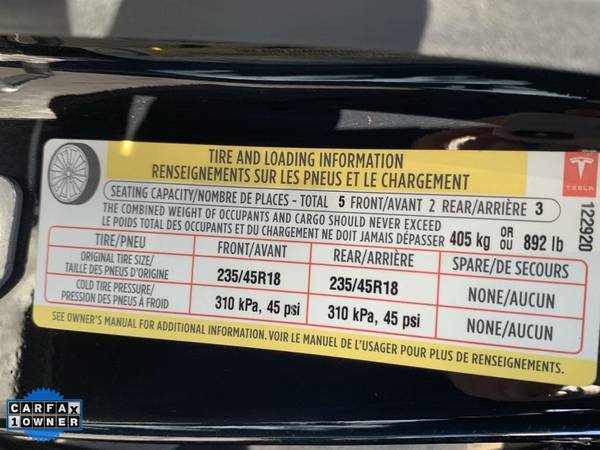 TIRE AND LOADING INFORMATION
RENSEIGNEMENTS SUR LES PNEUS ET LE CHARGEMENT
TESLA
SEATING CAPACITY/NOMBRE DE PLACES - TOTAL 5 FRONT/AVANT 2 REAR/ARRIÈRE 3
THE COMBINED WEIGHT OF OCCUPANTS AND CARGO SHOULD NEVER EXCEED
LE POIDS TOTAL DES OCCUPANTS ET DU CHARGEMENT NE DOIT JAMAIS DÉPASSER 405 kg OR OU 892 lb
122920
TIRE/PNEU FRONT/AVANT REAR/ARRIÈRE SPARE/DE SECOURS
ORIGINAL TIRE SIZE/
TAILLE DES PNEUS D'ORIGINE 235/45R18 235/45R18 NONE/AUCUN
COLD TIRE PRESSURE/
PRESSION DES PNEUS À FROID 310 kPa, 45 psi 310 kPa, 45 psi NONE/AUCUN
SEE OWNER'S MANUAL FOR ADDITIONAL INFORMATION. VOIR LE MANUEL DE L'USAGER POUR PLUS DE RENSEIGNEMENTS.
CARFAX
1 OWNER